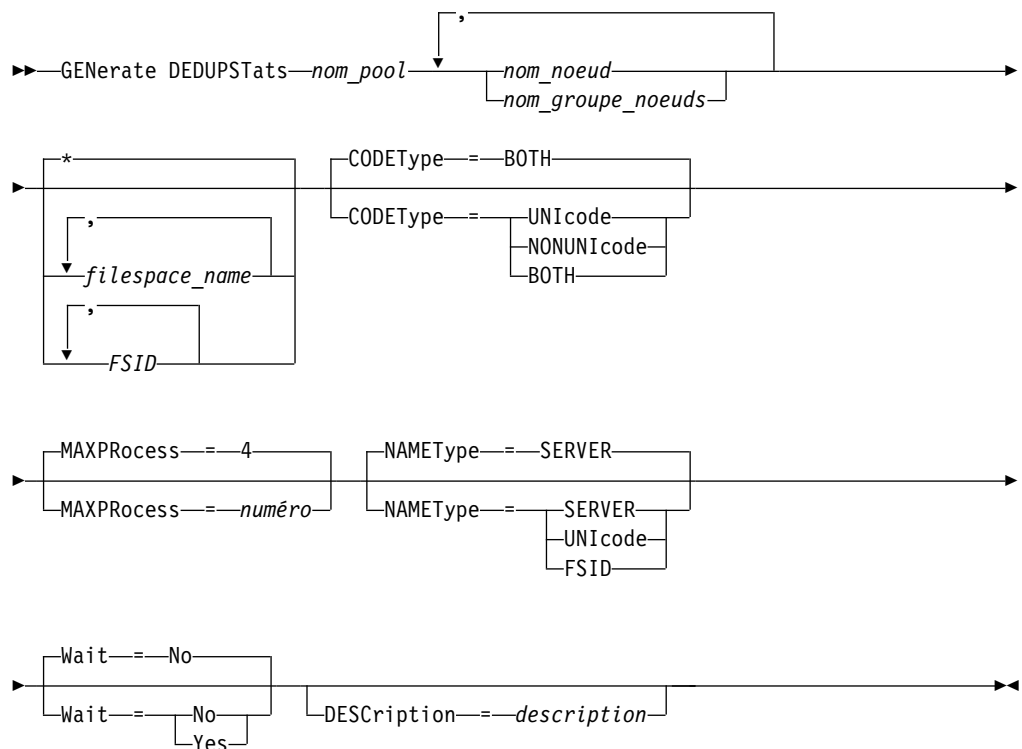 ,
GENerate DEDUPSTats nom_pool nom_noeud
nom_groupe_noeuds
* CODEType = BOTH
, CODEType = UNIcode
filespace_name NONUNIcode
, BOTH
FSID
MAXPRocess = 4 NAMEType = SERVER
MAXPRocess = numéro NAMEType = SERVER
UNIcode
FSID
Wait = No
Wait = No DESCription = description
Yes